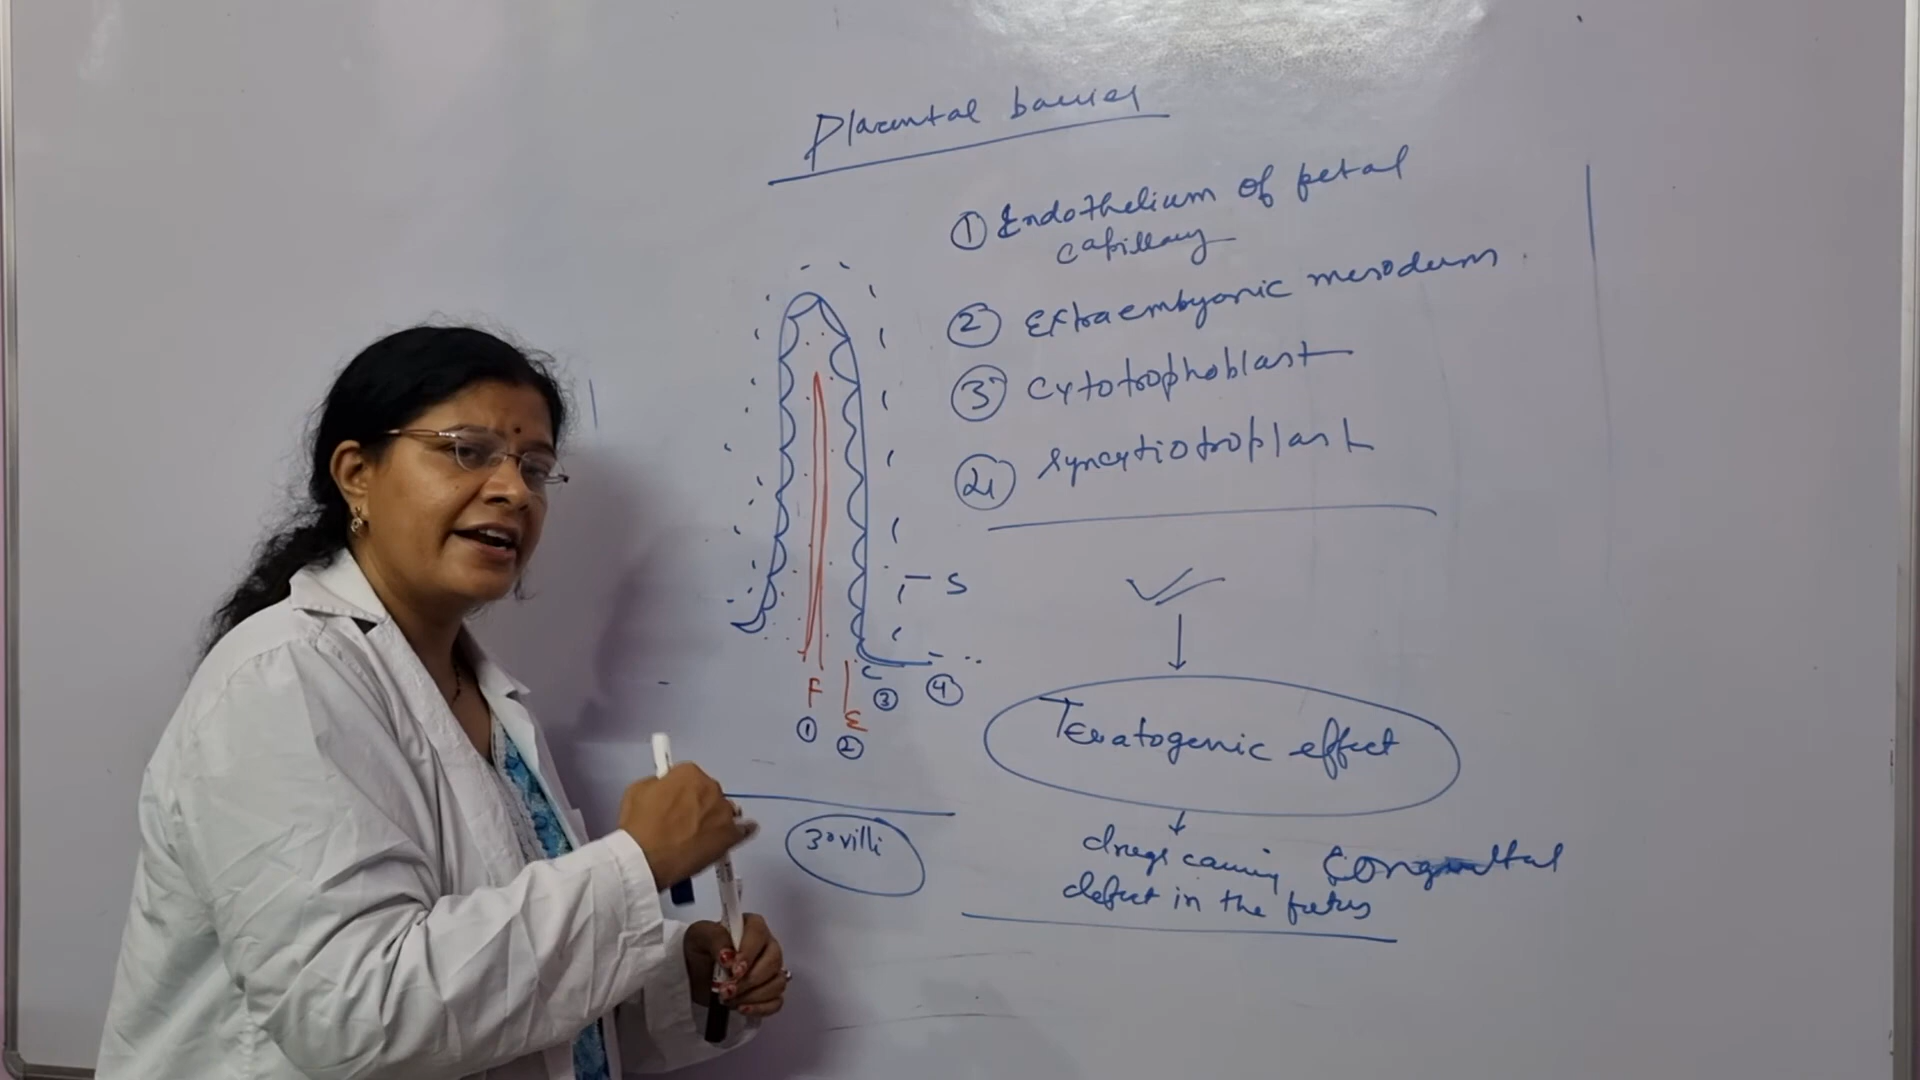 Placental barrier
① Endothelium of fetal
capillary
② Extraembyonic mesoderm
③ Cytotrophoblast
④ Syncytiotroplast
S
F
E
C
① ② ③ ④
3° villi
Teratogenic effect
drugs causing Congenital
defect in the fetus